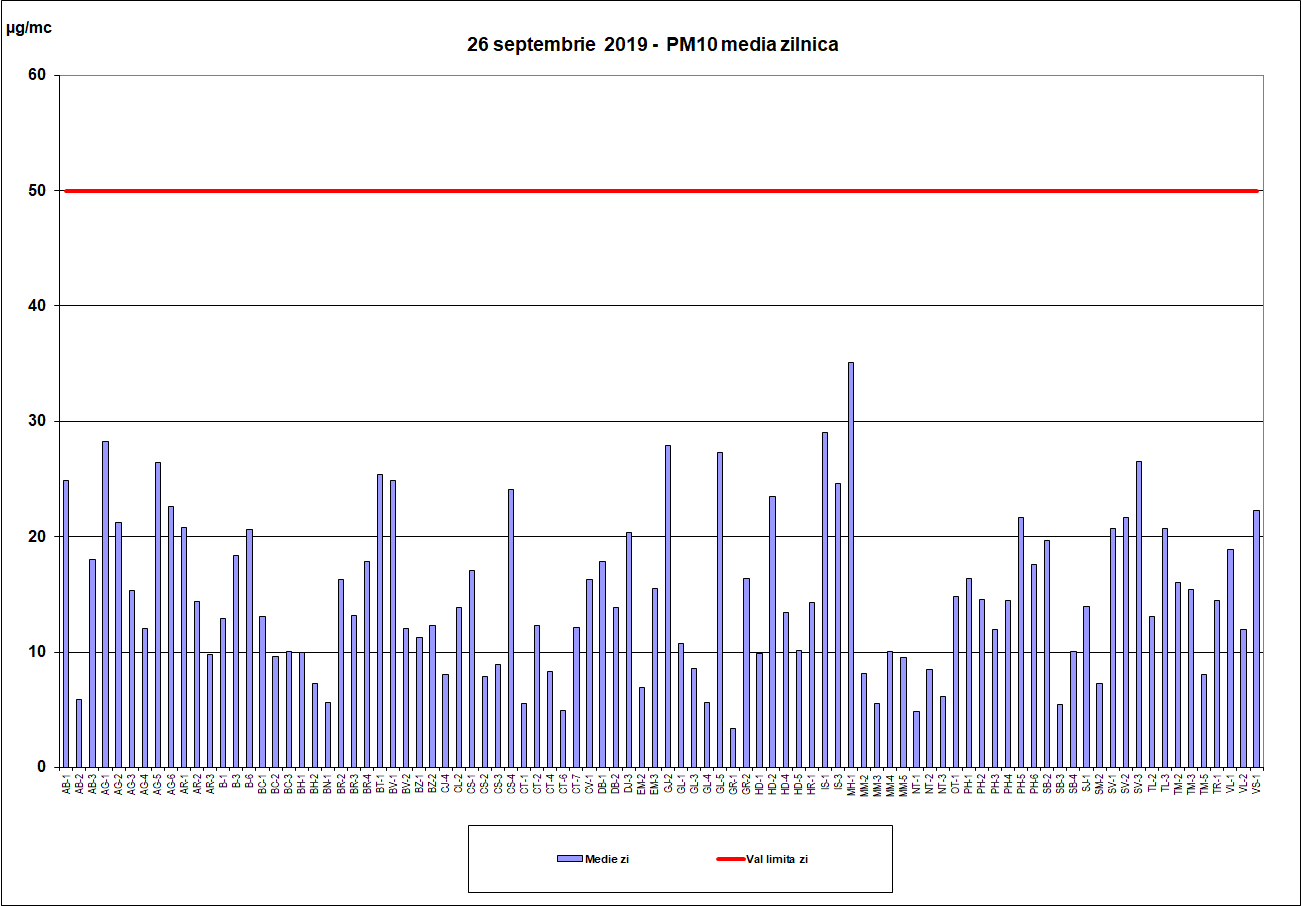 µg/mc
26 septembrie 2019 - PM10 media zilnica
60
50
40
30
20
10
0
AB-1 AB-2 AB-3 AG-1 AG-2 AG-3 AG-4 AG-5 AG-6 AR-1 AR-2 AR-3 B-1 B-3 B-6 BC-1 BC-2 BC-3 BH-1 BH-2 BN-1 BR-2 BR-3 BR-4 BT-1 BV-1 BV-2 BZ-1 BZ-2 CJ-4 CL-2 CS-1 CS-2 CS-3 CS-4 CT-1 CT-2 CT-4 CT-6 CT-7 CV-1 DB-1 DB-2 DJ-3 EM-2 EM-3 GJ-2 GL-1 GL-3 GL-4 GL-5 GR-1 GR-2 HD-1 HD-2 HD-4 HD-5 HR-1 IS-1 IS-3 MH-1 MM-2 MM-3 MM-4 MM-5 NT-1 NT-2 NT-3 OT-1 PH-1 PH-2 PH-3 PH-4 PH-5 PH-6 SB-2 SB-3 SB-4 SJ-1 SM-2 SV-1 SV-2 SV-3 TL-2 TL-3 TM-2 TM-3 TM-5 TR-1 VL-1 VL-2 VS-1
Medie zi Val limita zi